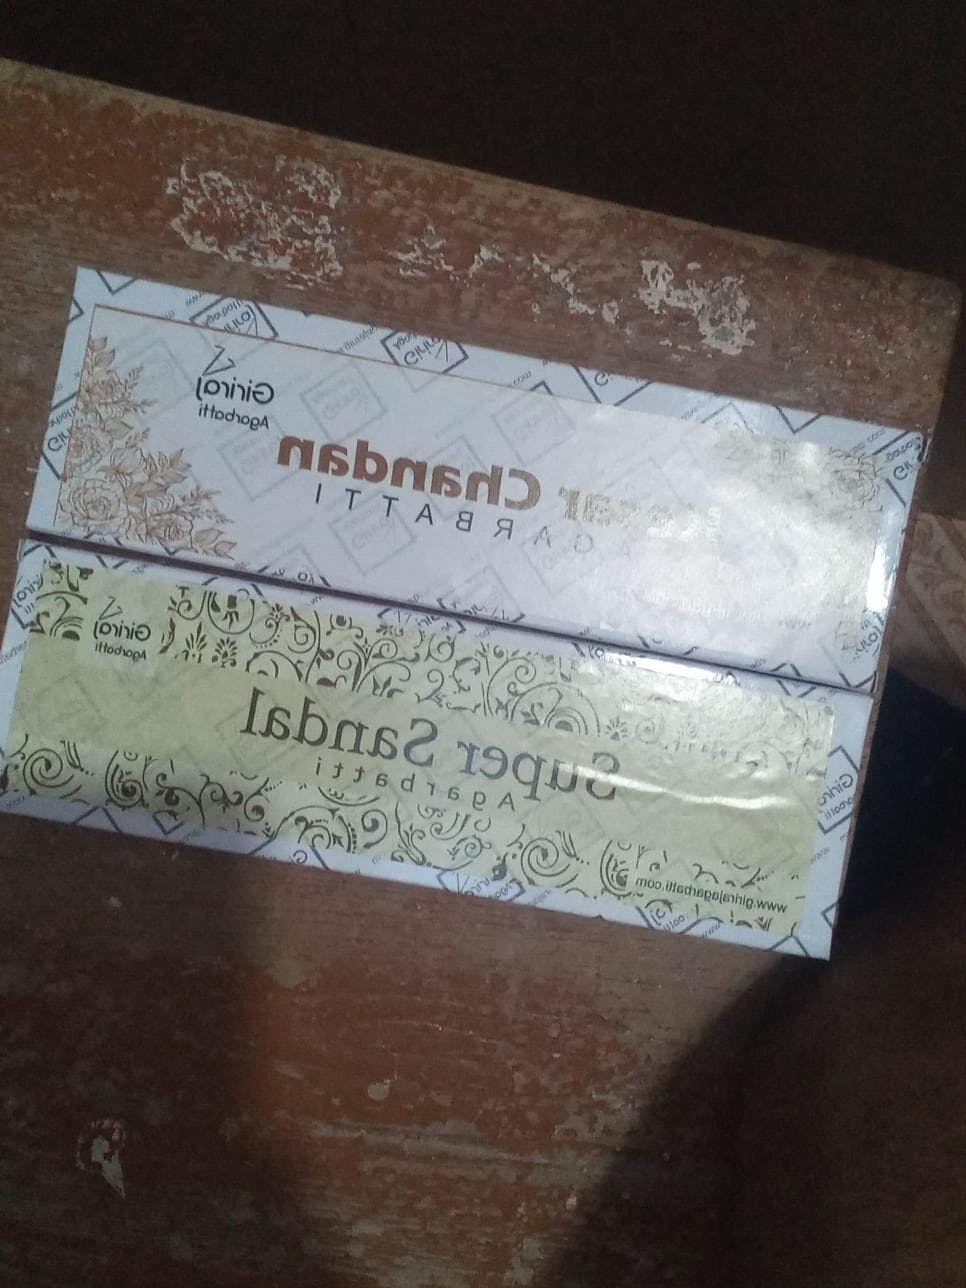 Giriraj
Agarbatti
Chandan
AGARBATTI
Giriraj
Agarbatti
Super Sandal
Agarbatti
www.girirajagarbatti.com